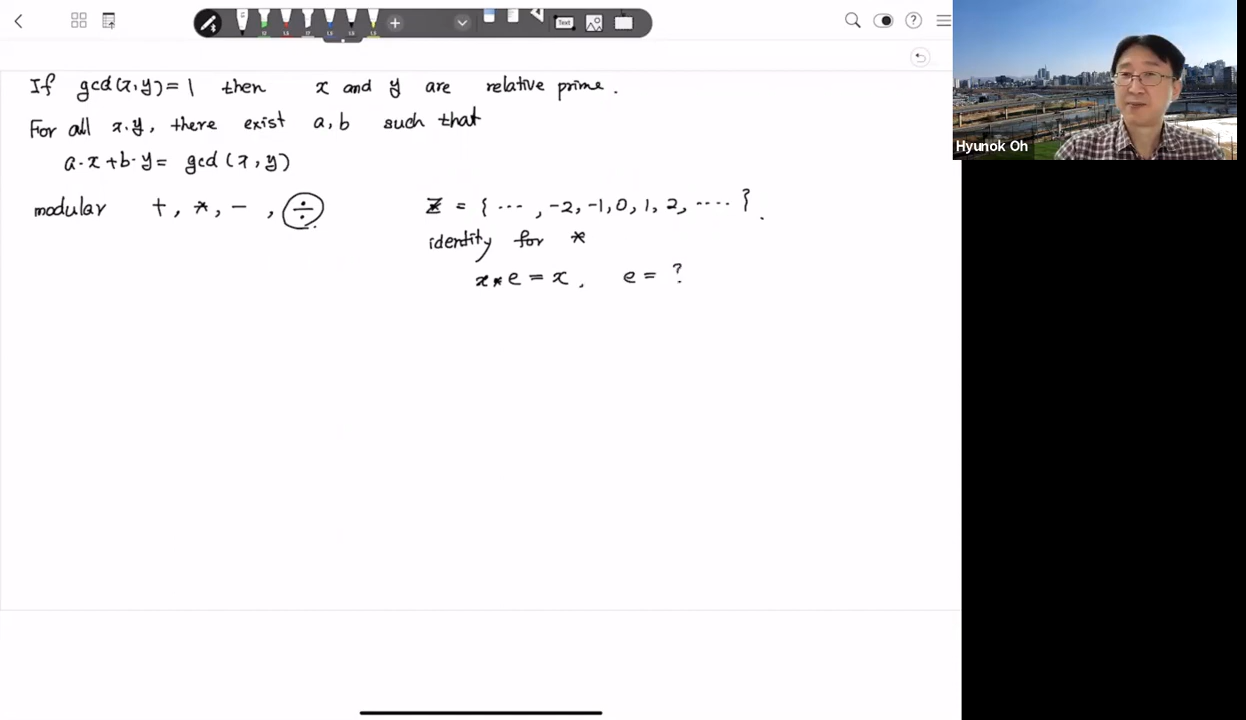 Text
If gcd(x,y)=1 then x and y are relative prime.
For all x.y, there exist a,b such that
a·x+b·y= gcd(x,y)
modular +, *, -, ÷
Z = { ... , -2, -1, 0, 1, 2, .... } .
identity for *
x*e = x, e = ?
Hyunok Oh